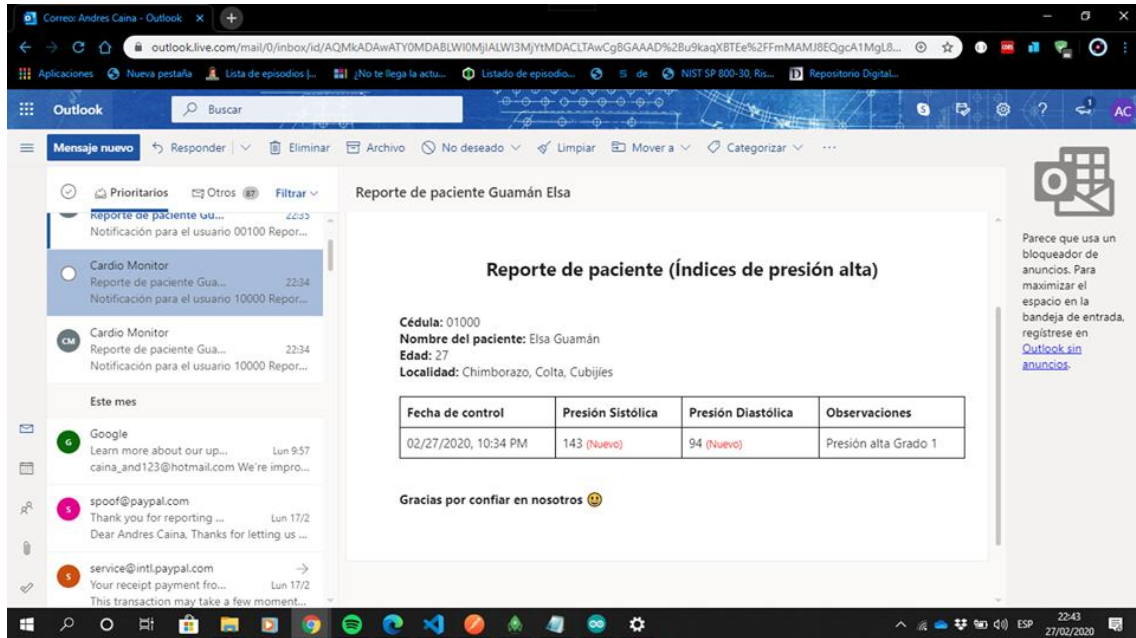 Correo: Andres Caina - Outlook
outlook.live.com/mail/0/inbox/id/AQMkADAwATY0MDABLWI0MjIALWI3MjYtMDACLTAwCgBGAAAD%2Bu9kaqXBTEe%2FFmMAMJ8EQgcA1MgL8...
Aplicaciones Nueva pestaña Lista de episodios |... ¿No te llega la actu... Listado de episodio... 5 de NIST SP 800-30, Ris... Repositorio Digital...
Outlook Buscar AC
Mensaje nuevo Responder Eliminar Archivo No deseado Limpiar Mover a Categorizar
Prioritarios Otros 87 Filtrar
Reporte de paciente Gu... 22:35
Notificación para el usuario 00100 Repor...
Cardio Monitor
Reporte de paciente Gua... 22:34
Notificación para el usuario 10000 Repor...
CM
Cardio Monitor
Reporte de paciente Gua... 22:34
Notificación para el usuario 10000 Repor...
Este mes
G
Google
Learn more about our up... Lun 9:57
caina_and123@hotmail.com We're impro...
S
spoof@paypal.com
Thank you for reporting ... Lun 17/2
Dear Andres Caina, Thanks for letting us ...
S
service@intl.paypal.com
Your receipt payment fro... Lun 17/2
This transaction may take a few moment...
Reporte de paciente Guamán Elsa
Reporte de paciente (Índices de presión alta)
Cédula: 01000
Nombre del paciente: Elsa Guamán
Edad: 27
Localidad: Chimborazo, Colta, Cubijíes
Fecha de control Presión Sistólica Presión Diastólica Observaciones
02/27/2020, 10:34 PM 143 (Nuevo) 94 (Nuevo) Presión alta Grado 1
Gracias por confiar en nosotros
Parece que usa un
bloqueador de
anuncios. Para
maximizar el
espacio en la
bandeja de entrada,
regístrese en
Outlook sin
anuncios.
ESP
22:43
27/02/2020